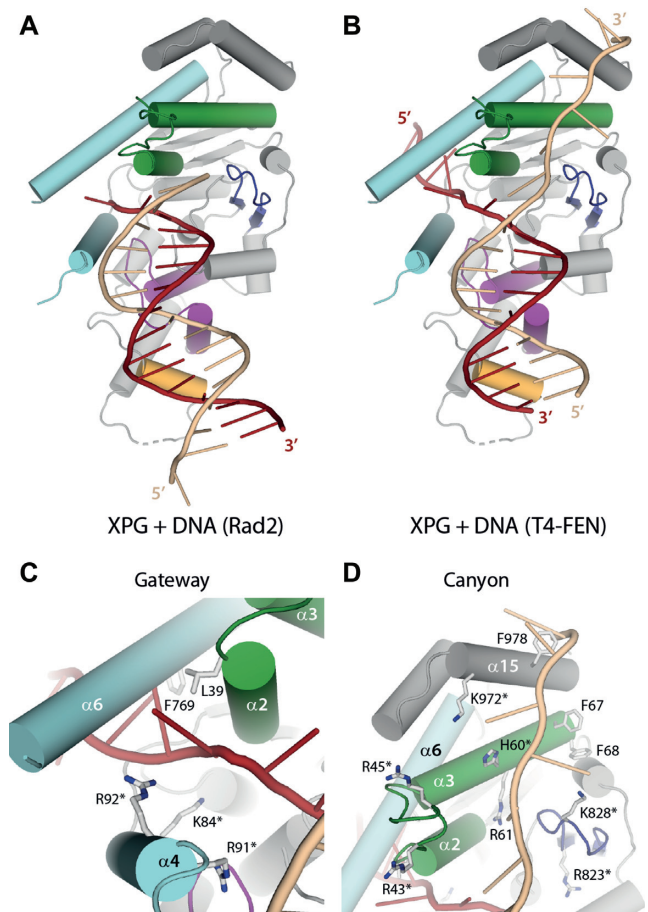 A
B
3′
5′
3′
5′
3′
5′
XPG + DNA (Rad2)
XPG + DNA (T4-FEN)
C
Gateway
D
Canyon
α3
α6
L39
F769
α2
R92*
K84*
R91*
α4
F978
α15
K972*
α6
F67
H60*
F68
R45*
α3
K828*
R61
α2
R43*
R823*